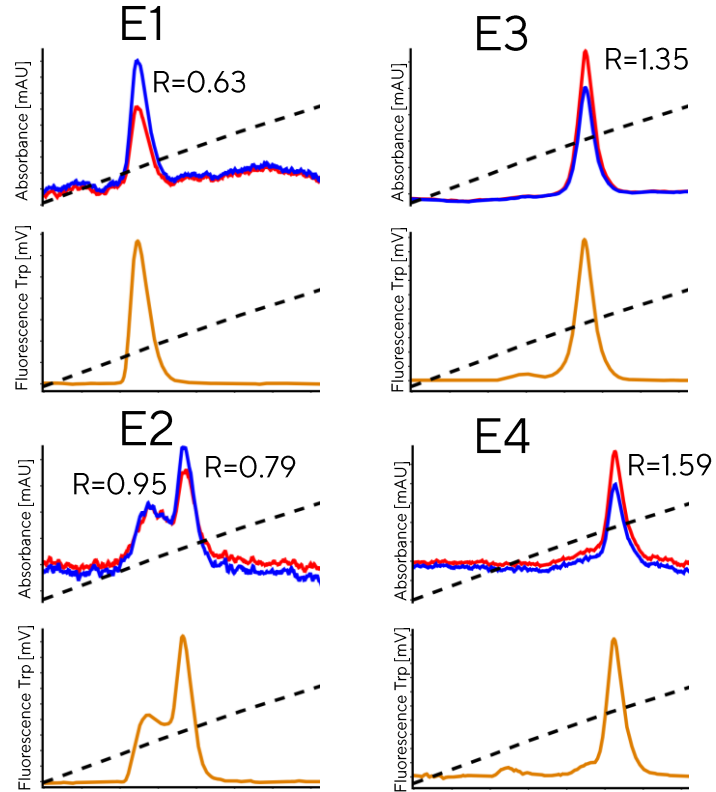 E1
Absorbance [mAU]
R=0.63
Fluorescence Trp [mV]
E3
Absorbance [mAU]
R=1.35
Fluorescence Trp [mV]
E2
Absorbance [mAU]
R=0.95
R=0.79
Fluorescence Trp [mV]
E4
Absorbance [mAU]
R=1.59
Fluorescence Trp [mV]